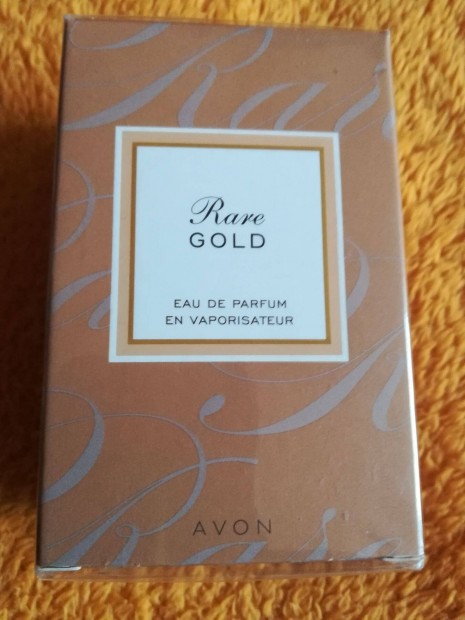 Rare
GOLD
EAU DE PARFUM
EN VAPORISATEUR
AVON